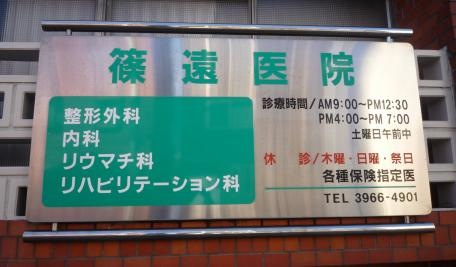 篠遠医院
整形外科
内科
リウマチ科
リハビリテーション科
診療時間/AM9:00〜PM12:30
PM4:00〜PM 7:00
土曜日午前中
休 診/木曜・日曜・祭日
各種保険指定医
TEL 3966-4901